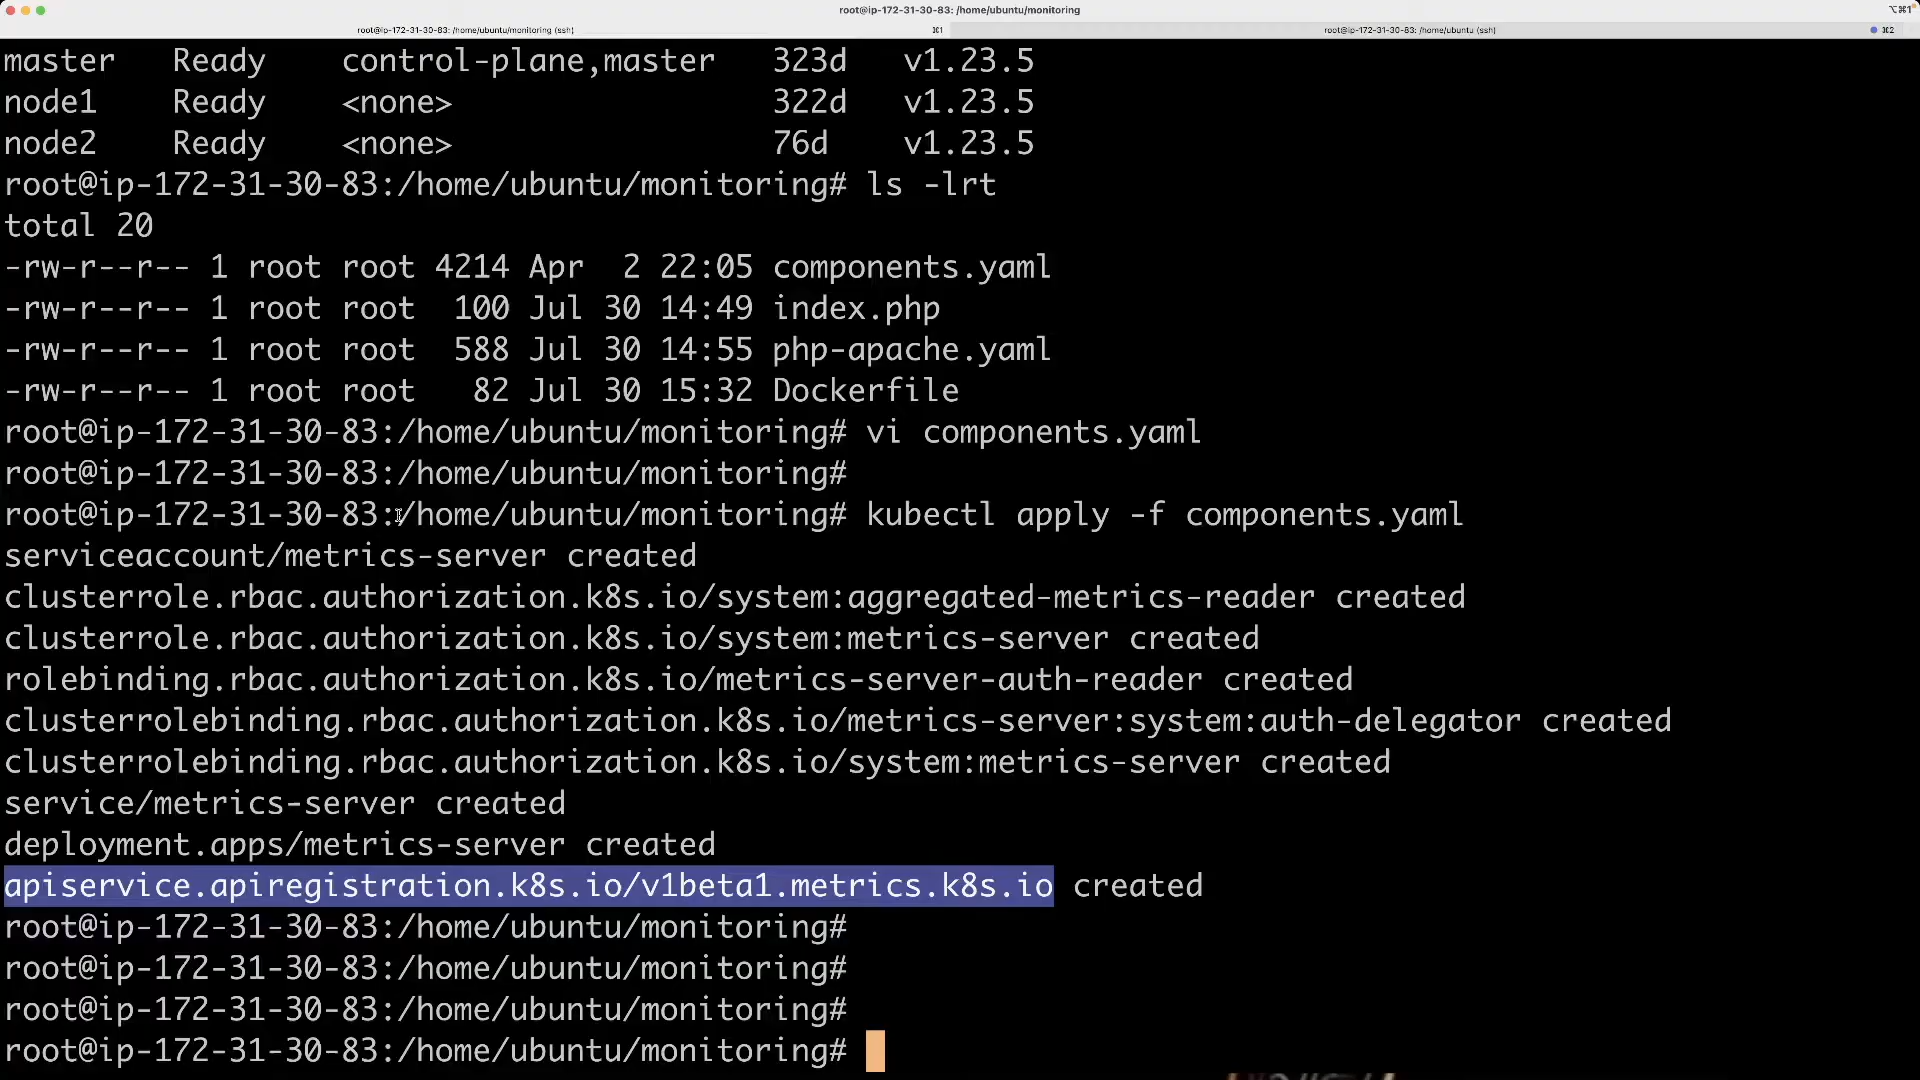 root@ip-172-31-30-83: /home/ubuntu/monitoring
⌥⌘1
root@ip-172-31-30-83: /home/ubuntu/monitoring (ssh)
⌘1
root@ip-172-31-30-83: /home/ubuntu (ssh)
⌘2
master Ready control-plane,master 323d v1.23.5
node1 Ready <none> 322d v1.23.5
node2 Ready <none> 76d v1.23.5
root@ip-172-31-30-83:/home/ubuntu/monitoring# ls -lrt
total 20
-rw-r--r-- 1 root root 4214 Apr 2 22:05 components.yaml
-rw-r--r-- 1 root root 100 Jul 30 14:49 index.php
-rw-r--r-- 1 root root 588 Jul 30 14:55 php-apache.yaml
-rw-r--r-- 1 root root 82 Jul 30 15:32 Dockerfile
root@ip-172-31-30-83:/home/ubuntu/monitoring# vi components.yaml
root@ip-172-31-30-83:/home/ubuntu/monitoring#
root@ip-172-31-30-83:/home/ubuntu/monitoring# kubectl apply -f components.yaml
serviceaccount/metrics-server created
clusterrole.rbac.authorization.k8s.io/system:aggregated-metrics-reader created
clusterrole.rbac.authorization.k8s.io/system:metrics-server created
rolebinding.rbac.authorization.k8s.io/metrics-server-auth-reader created
clusterrolebinding.rbac.authorization.k8s.io/metrics-server:system:auth-delegator created
clusterrolebinding.rbac.authorization.k8s.io/system:metrics-server created
service/metrics-server created
deployment.apps/metrics-server created
apiservice.apiregistration.k8s.io/v1beta1.metrics.k8s.io created
root@ip-172-31-30-83:/home/ubuntu/monitoring#
root@ip-172-31-30-83:/home/ubuntu/monitoring#
root@ip-172-31-30-83:/home/ubuntu/monitoring#
root@ip-172-31-30-83:/home/ubuntu/monitoring#